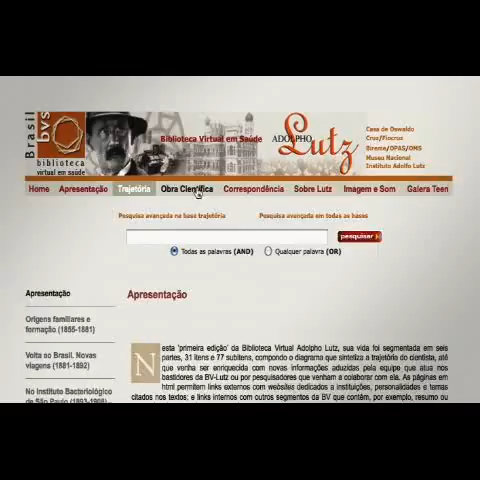 Brasil
bvs
biblioteca
virtual em saúde
Biblioteca Virtual em Saúde
ADOLPHO
Lutz
Casa de Oswaldo
Cruz/Fiocruz
Bireme/OPAS/OMS
Museu Nacional
Instituto Adolfo Lutz
Home Apresentação Trajetória Obra Científica Correspondência Sobre Lutz Imagem e Som Galera Teen
Pesquisa avançada na base trajetória Pesquisa avançada em todas as bases
pesquisar
Todas as palavras (AND) Qualquer palavra (OR)
Apresentação
Origens familiares e
formação (1855-1881)
Volta ao Brasil. Novas
viagens (1881-1892)
No Instituto Bacteriológico
de São Paulo (1893-1908)
Apresentação
Nesta 'primeira edição' da Biblioteca Virtual Adolpho Lutz, sua vida foi segmentada em seis
partes, 31 itens e 77 subitens, compondo o diagrama que sintetiza a trajetória do cientista, até
que venha ser enriquecida com novas informações aduzidas pela equipe que atua nos
bastidores da BV-Lutz ou por pesquisadores que venham a colaborar com ela. As páginas em
html permitem links externos com websites dedicados a instituições, personalidades e temas
citados nos textos; e links internos com outros segmentos da BV que contêm, por exemplo, resumo ou